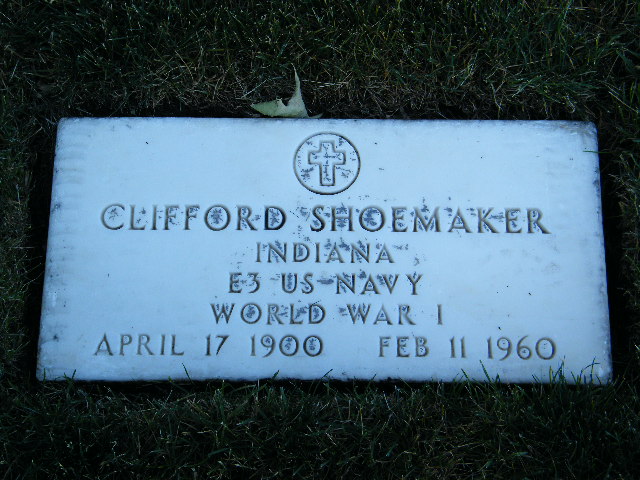 CLIFFORD SHOEMAKER
INDIANA
E3 US NAVY
WORLD WAR I
APRIL 17 1900 FEB 11 1960